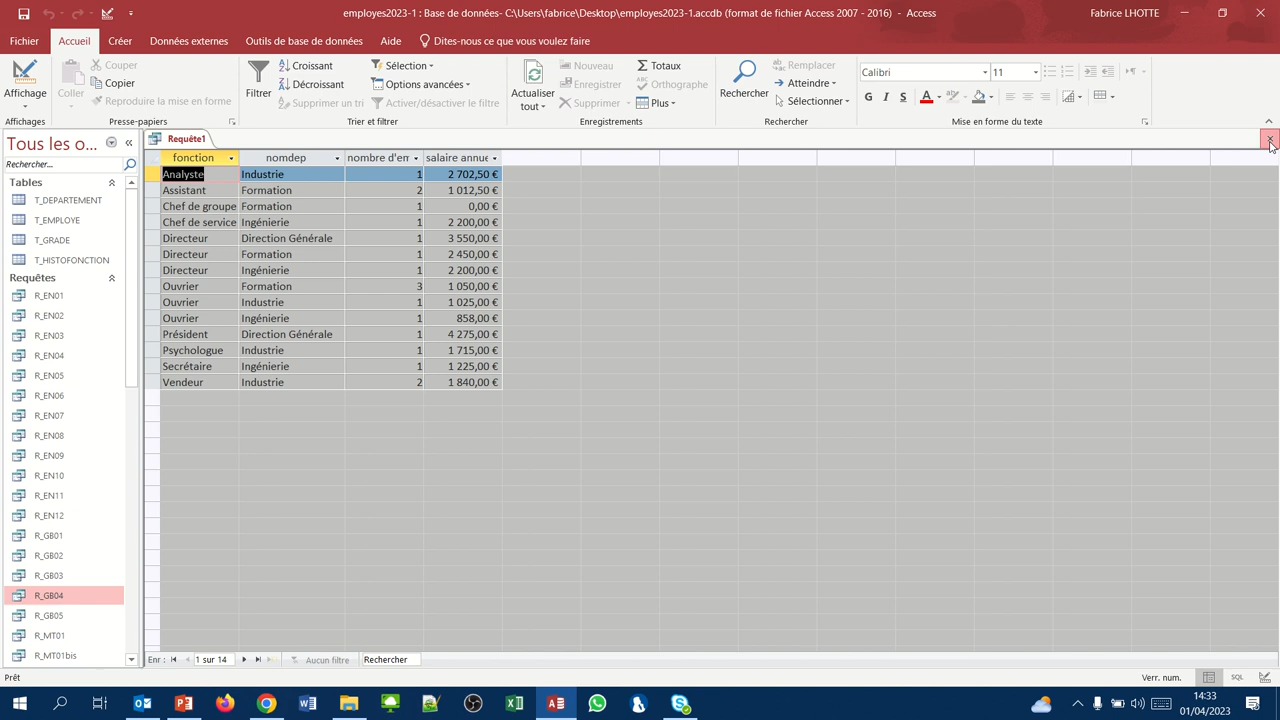 employes2023-1 : Base de données- C:\Users\fabrice\Desktop\employes2023-1.accdb (format de fichier Access 2007 - 2016) - Access
Fabrice LHOTTE
Fichier Accueil Créer Données externes Outils de base de données Aide Dites-nous ce que vous voulez faire
Affichage
Affichages
Coller
Couper
Copier
Reproduire la mise en forme
Presse-papiers
Filtrer
Croissant
Décroissant
Supprimer un tri
Sélection
Options avancées
Activer/désactiver le filtre
Trier et filtrer
Actualiser
tout
Nouveau
Enregistrer
Supprimer
Totaux
Orthographe
Plus
Enregistrements
Rechercher
Remplacer
Atteindre
Sélectionner
Rechercher
Calibri 11
G I S
Mise en forme du texte
Tous les o...
Rechercher...
Tables
T_DEPARTEMENT
T_EMPLOYE
T_GRADE
T_HISTOFONCTION
Requêtes
R_EN01
R_EN02
R_EN03
R_EN04
R_EN05
R_EN06
R_EN07
R_EN08
R_EN09
R_EN10
R_EN11
R_EN12
R_GB01
R_GB02
R_GB03
R_GB04
R_GB05
R_MT01
R_MT01bis
Requête1
fonction nomdep nombre d'em salaire annue
Analyste Industrie 1 2 702,50 €
Assistant Formation 2 1 012,50 €
Chef de groupe Formation 1 0,00 €
Chef de service Ingénierie 1 2 200,00 €
Directeur Direction Générale 1 3 550,00 €
Directeur Formation 1 2 450,00 €
Directeur Ingénierie 1 2 200,00 €
Ouvrier Formation 3 1 050,00 €
Ouvrier Industrie 1 1 025,00 €
Ouvrier Ingénierie 1 858,00 €
Président Direction Générale 1 4 275,00 €
Psychologue Industrie 1 1 715,00 €
Secrétaire Ingénierie 1 1 225,00 €
Vendeur Industrie 2 1 840,00 €
Enr : 1 sur 14 Aucun filtre Rechercher
Prêt
Verr. num. SQL
14:33
01/04/2023